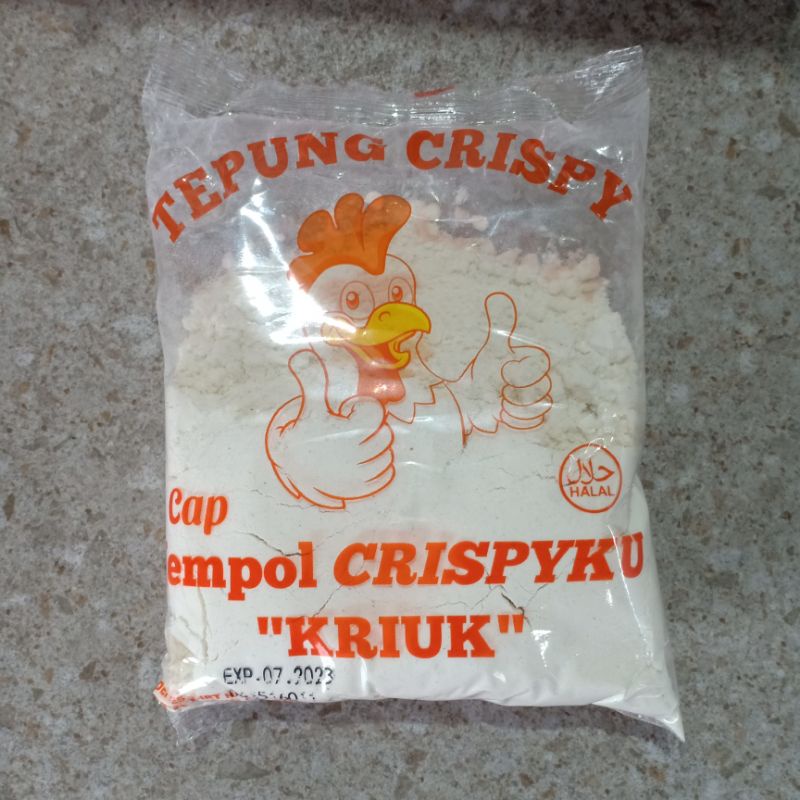 TEPUNG CRISPY
حلال
HALAL
Cap
empol CRISPYKU
"KRIUK"
EXP.07.2023